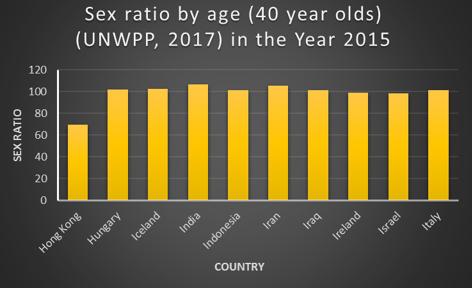 Sex ratio by age (40 year olds)
(UNWPP, 2017) in the Year 2015
120
100
80
60
40
20
0
SEX RATIO
Hong Kong
Hungary
Iceland
India
Indonesia
Iran
Iraq
Ireland
Israel
Italy
COUNTRY